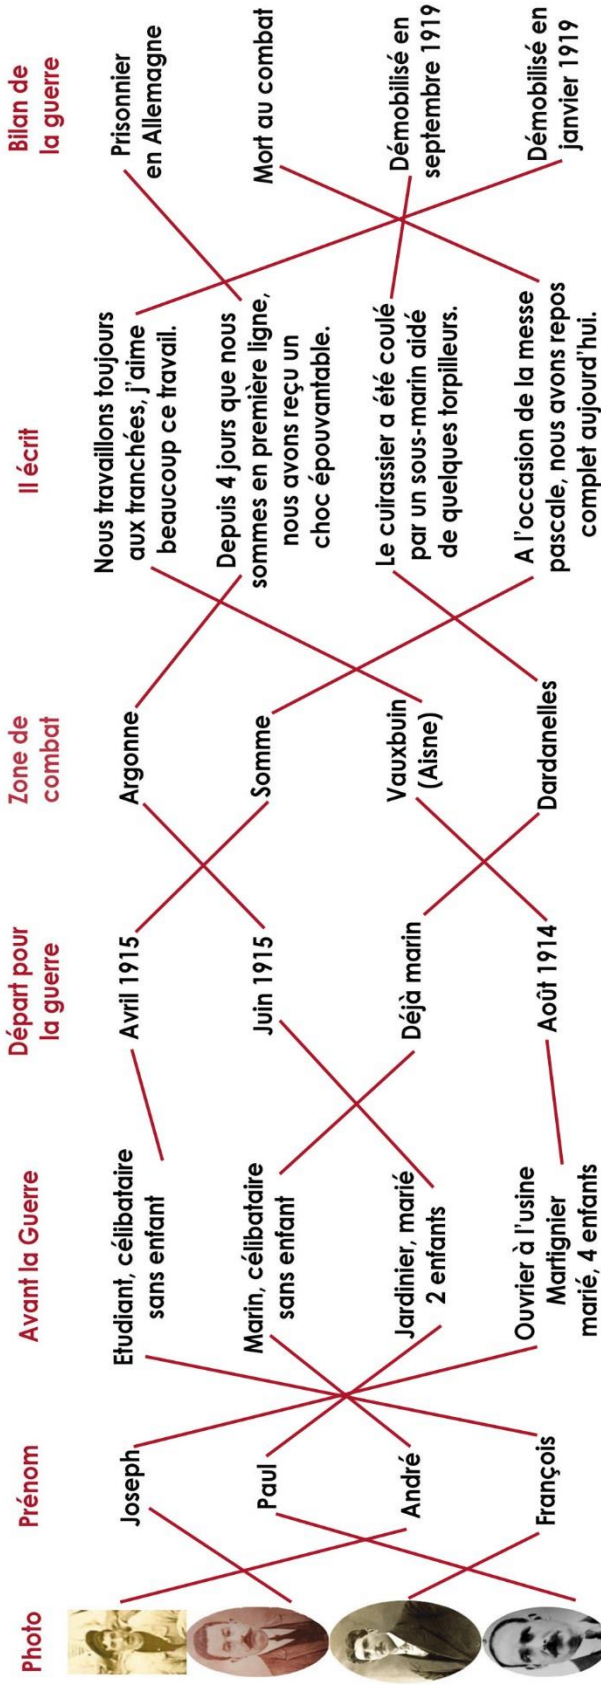 Photo
Prénom
Joseph
Paul
André
François
Avant la Guerre
Etudiant, célibataire
sans enfant
Marin, célibataire
sans enfant
Jardinier, marié
2 enfants
Ouvrier à l'usine
Martignier
marié, 4 enfants
Départ pour
la guerre
Avril 1915
Juin 1915
Déjà marin
Août 1914
Zone de
combat
Argonne
Somme
Vauxbuin
(Aisne)
Dardanelles
Il écrit
Nous travaillons toujours
aux tranchées, j'aime
beaucoup ce travail.
Depuis 4 jours que nous
sommes en première ligne,
nous avons reçu un
choc épouvantable.
Le cuirassier a été coulé
par un sous-marin aidé
de quelques torpilleurs.
A l'occasion de la messe
pascale, nous avons repos
complet aujourd'hui.
Bilan de
la guerre
Prisonnier
en Allemagne
Mort au combat
Démobilisé en
septembre 1919
Démobilisé en
janvier 1919